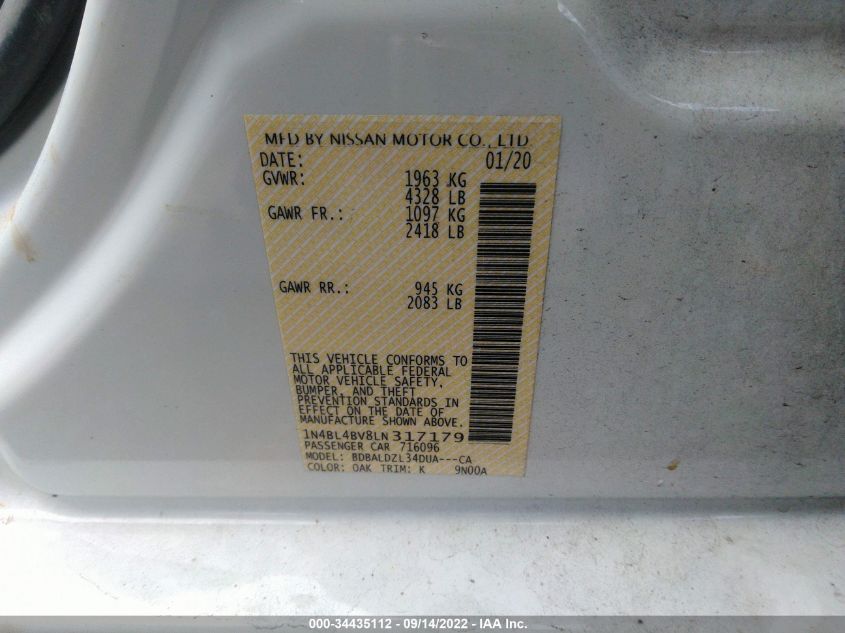 MFD BY NISSAN MOTOR CO., LTD.
DATE: 01/20
GVWR: 1963 KG
4328 LB
GAWR FR.: 1097 KG
2418 LB
GAWR RR.: 945 KG
2083 LB
THIS VEHICLE CONFORMS TO
ALL APPLICABLE FEDERAL
MOTOR VEHICLE SAFETY,
BUMPER, AND THEFT
PREVENTION STANDARDS IN
EFFECT ON THE DATE OF
MANUFACTURE SHOWN ABOVE.
1N4BL4BV8LN317179
PASSENGER CAR 716096
MODEL: BDBALDZL34DUA---CA
COLOR: OAK TRIM: K 9N00A
000-34435112 - 09/14/2022 - IAA Inc.